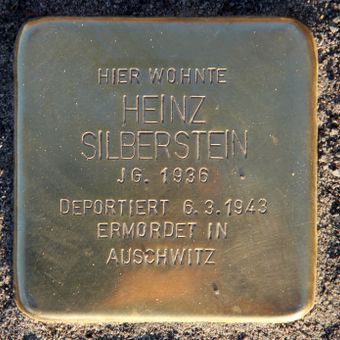 HIER WOHNTE
HEINZ
SILBERSTEIN
JG. 1936
DEPORTIERT 6.3.1943
ERMORDET IN
AUSCHWITZ